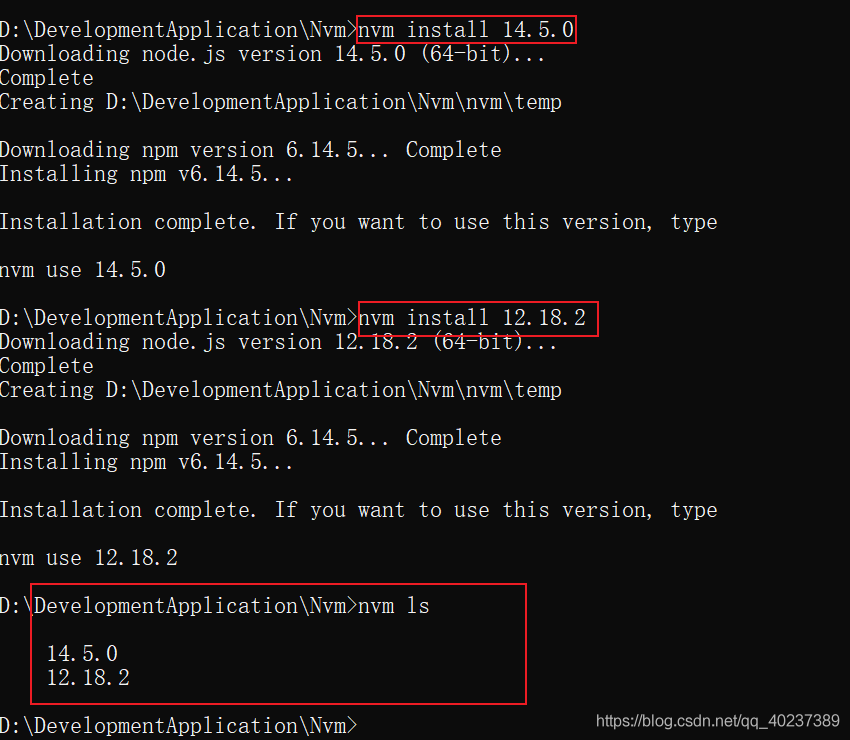 D:\DevelopmentApplication\Nvm>nvm install 14.5.0
Downloading node.js version 14.5.0 (64-bit)...
Complete
Creating D:\DevelopmentApplication\Nvm\nvm\temp
Downloading npm version 6.14.5... Complete
Installing npm v6.14.5...
Installation complete. If you want to use this version, type
nvm use 14.5.0
D:\DevelopmentApplication\Nvm>nvm install 12.18.2
Downloading node.js version 12.18.2 (64-bit)...
Complete
Creating D:\DevelopmentApplication\Nvm\nvm\temp
Downloading npm version 6.14.5... Complete
Installing npm v6.14.5...
Installation complete. If you want to use this version, type
nvm use 12.18.2
D:\DevelopmentApplication\Nvm>nvm ls
14.5.0
12.18.2
D:\DevelopmentApplication\Nvm>
https://blog.csdn.net/qq_40237389